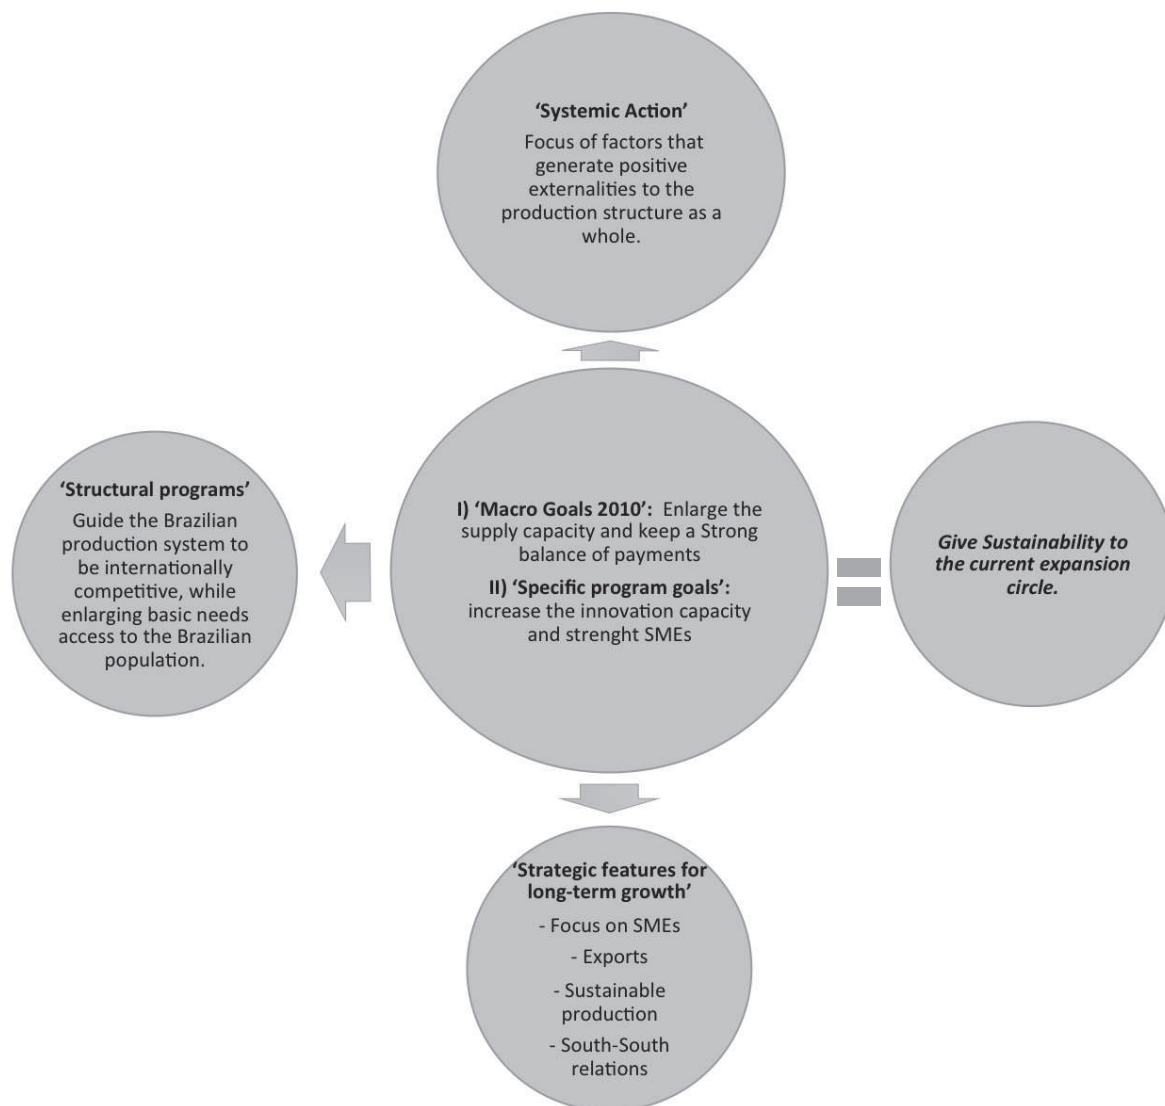 ‘Systemic Action’
Focus of factors that
generate positive
externalities to the
production structure as a
whole.
‘Structural programs’
Guide the Brazilian
production system to
be internationally
competitive, while
enlarging basic needs
access to the Brazilian
population.
I) ‘Macro Goals 2010’: Enlarge the
supply capacity and keep a Strong
balance of payments
II) ‘Specific program goals’:
increase the innovation capacity
and strenght SMEs
Give Sustainability to
the current expansion
circle.
‘Strategic features for
long-term growth’
- Focus on SMEs
- Exports
- Sustainable
production
- South-South
relations